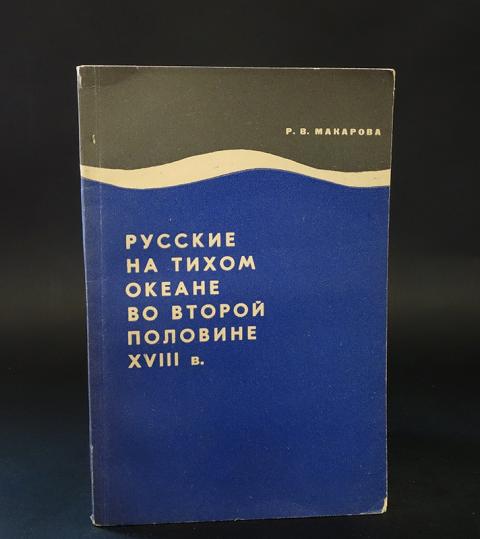 Р. В. МАКАРОВА
РУССКИЕ
НА ТИХОМ
ОКЕАНЕ
ВО ВТОРОЙ
ПОЛОВИНЕ
XVIII в.